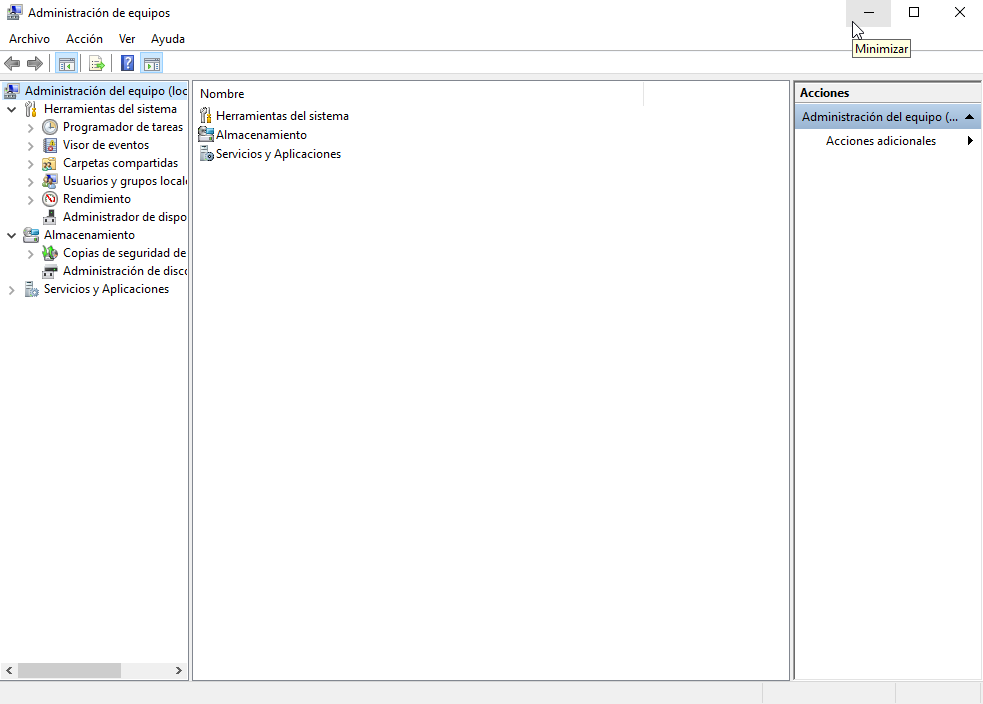 Administración de equipos
Archivo Acción Ver Ayuda
Minimizar
Administración del equipo (loc
Herramientas del sistema
Programador de tareas
Visor de eventos
Carpetas compartidas
Usuarios y grupos local
Rendimiento
Administrador de dispo
Almacenamiento
Copias de seguridad de
Administración de disco
Servicios y Aplicaciones
Nombre
Herramientas del sistema
Almacenamiento
Servicios y Aplicaciones
Acciones
Administración del equipo (...
Acciones adicionales